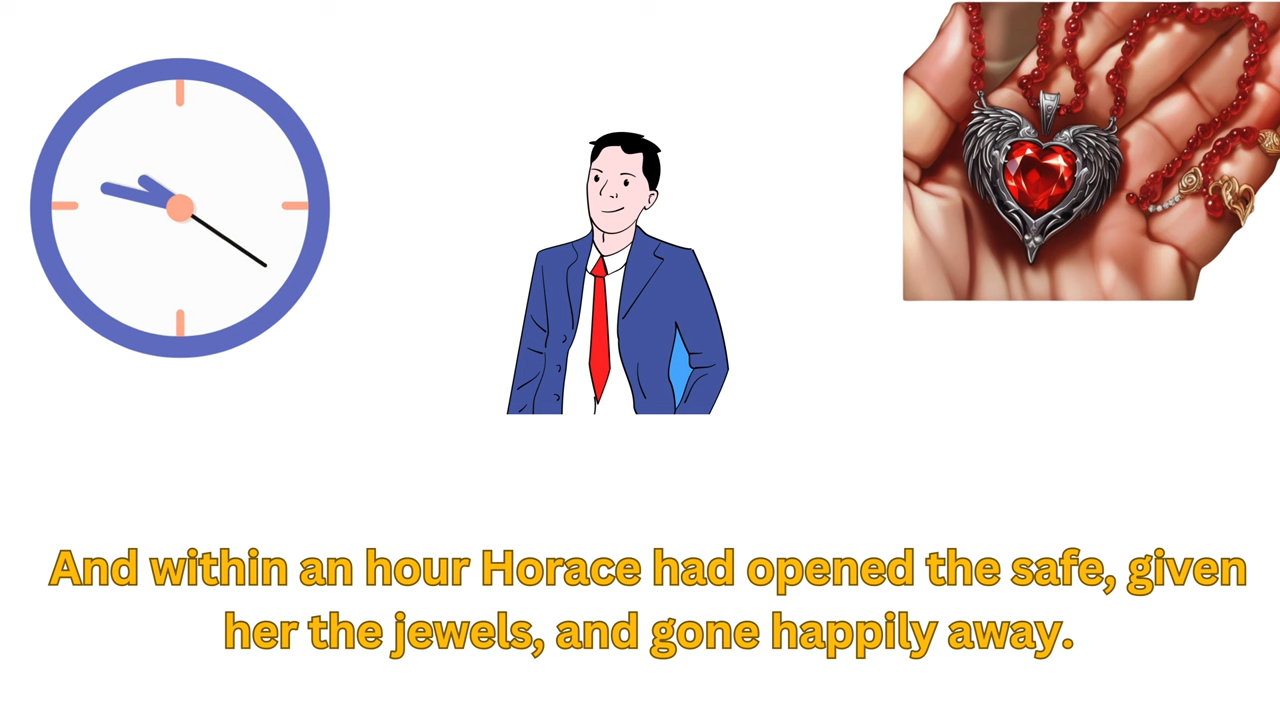 And within an hour Horace had opened the safe, given
her the jewels, and gone happily away.